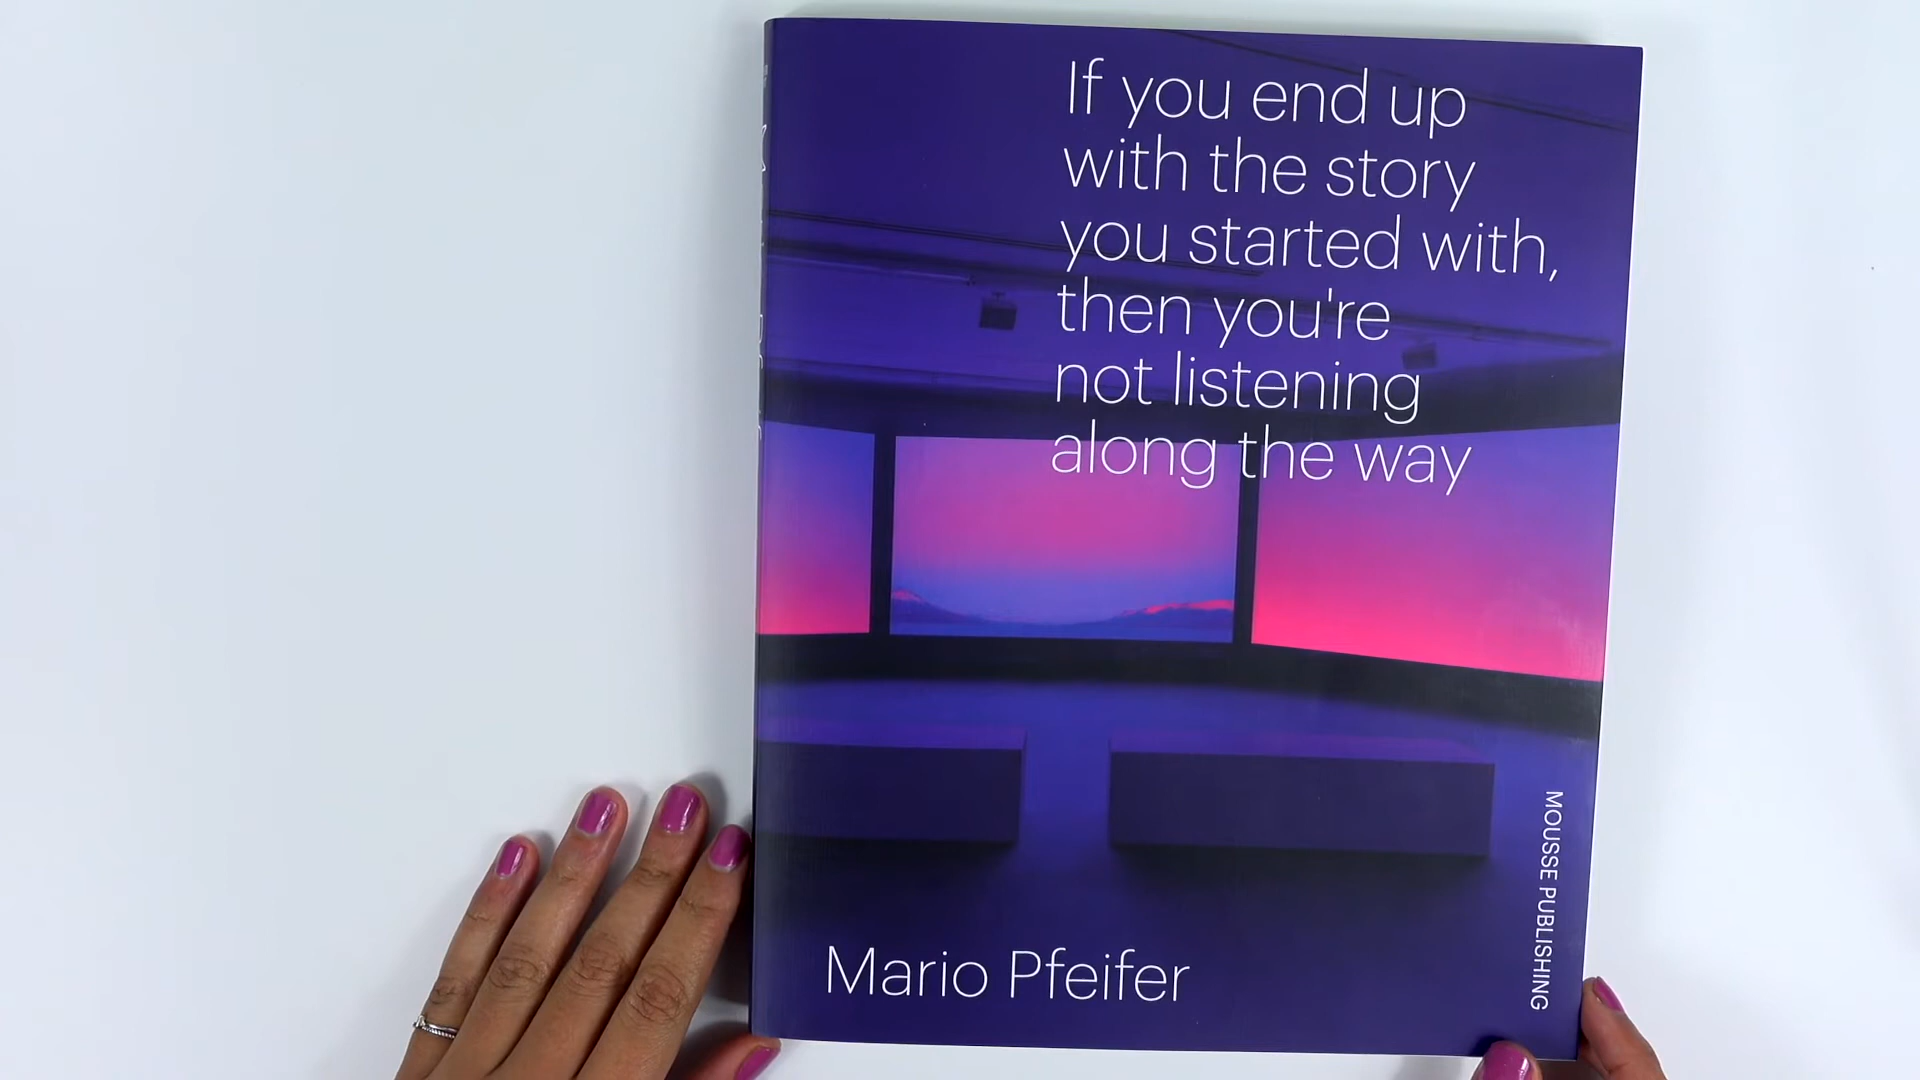 If you end up
with the story
you started with,
then you're
not listening
along the way
Mario Pfeifer
MOUSSE PUBLISHING